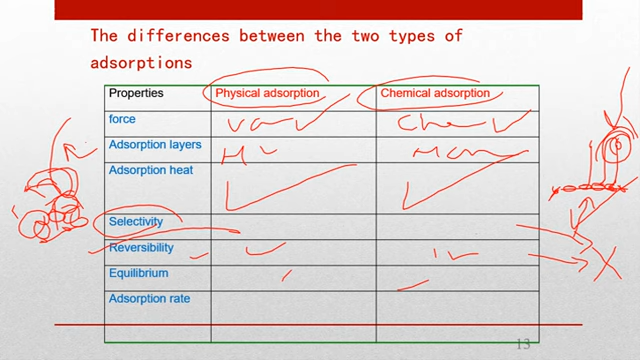 The differences between the two types of
adsorptions
Properties Physical adsorption Chemical adsorption
force
Adsorption layers
Adsorption heat
Selectivity
Reversibility
Equilibrium
Adsorption rate
13